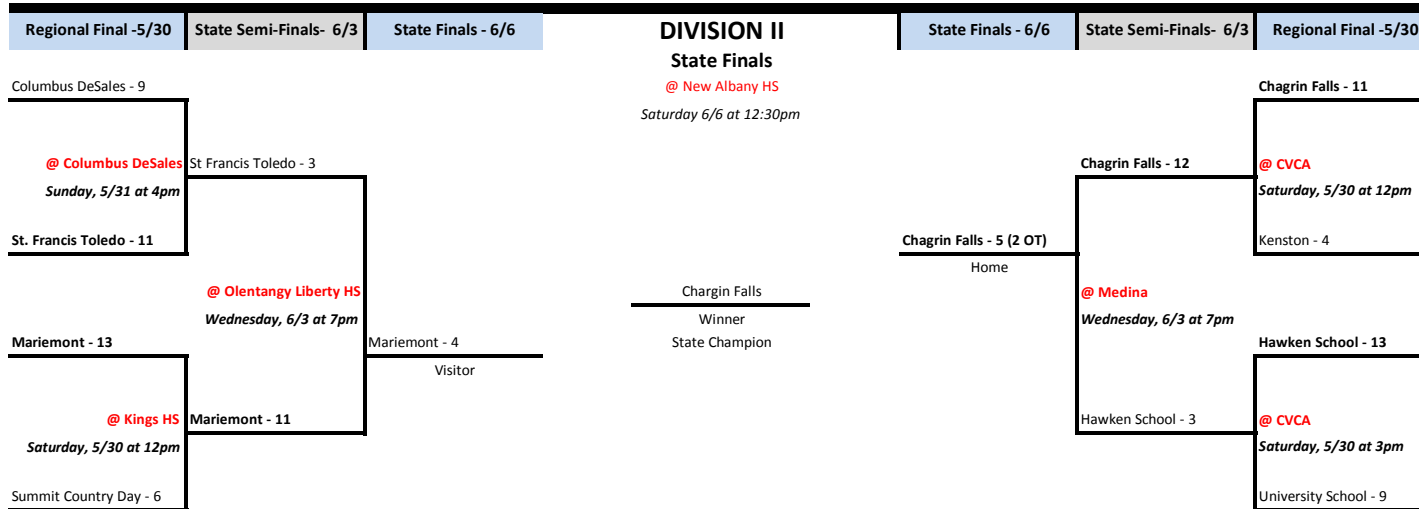 Regional Final -5/30
State Semi-Finals- 6/3
State Finals - 6/6
DIVISION II
State Finals
@ New Albany HS
Saturday 6/6 at 12:30pm
State Finals - 6/6
State Semi-Finals- 6/3
Regional Final -5/30
Columbus DeSales - 9
@ Columbus DeSales
Sunday, 5/31 at 4pm
St. Francis Toledo - 11
St Francis Toledo - 3
@ Olentangy Liberty HS
Wednesday, 6/3 at 7pm
Mariemont - 13
@ Kings HS
Saturday, 5/30 at 12pm
Summit Country Day - 6
Mariemont - 11
Mariemont - 4
Visitor
Chargin Falls
Winner
State Champion
Chagrin Falls - 5 (2 OT)
Home
Chagrin Falls - 12
@ Medina
Wednesday, 6/3 at 7pm
Hawken School - 3
Chagrin Falls - 11
@ CVCA
Saturday, 5/30 at 12pm
Kenston - 4
Hawken School - 13
@ CVCA
Saturday, 5/30 at 3pm
University School - 9